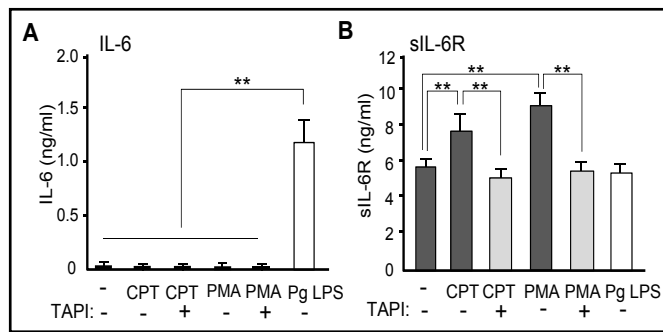 A IL-6
**
IL-6 (ng/ml)
2.0
1.5
1.0
0.5
0
- CPT CPT PMA PMA Pg LPS
TAPI: - - + - + -
B sIL-6R
** ** ** **
sIL-6R (ng/ml)
12
10
8
6
4
2
0
- CPT CPT PMA PMA Pg LPS
TAPI: - - + - + -